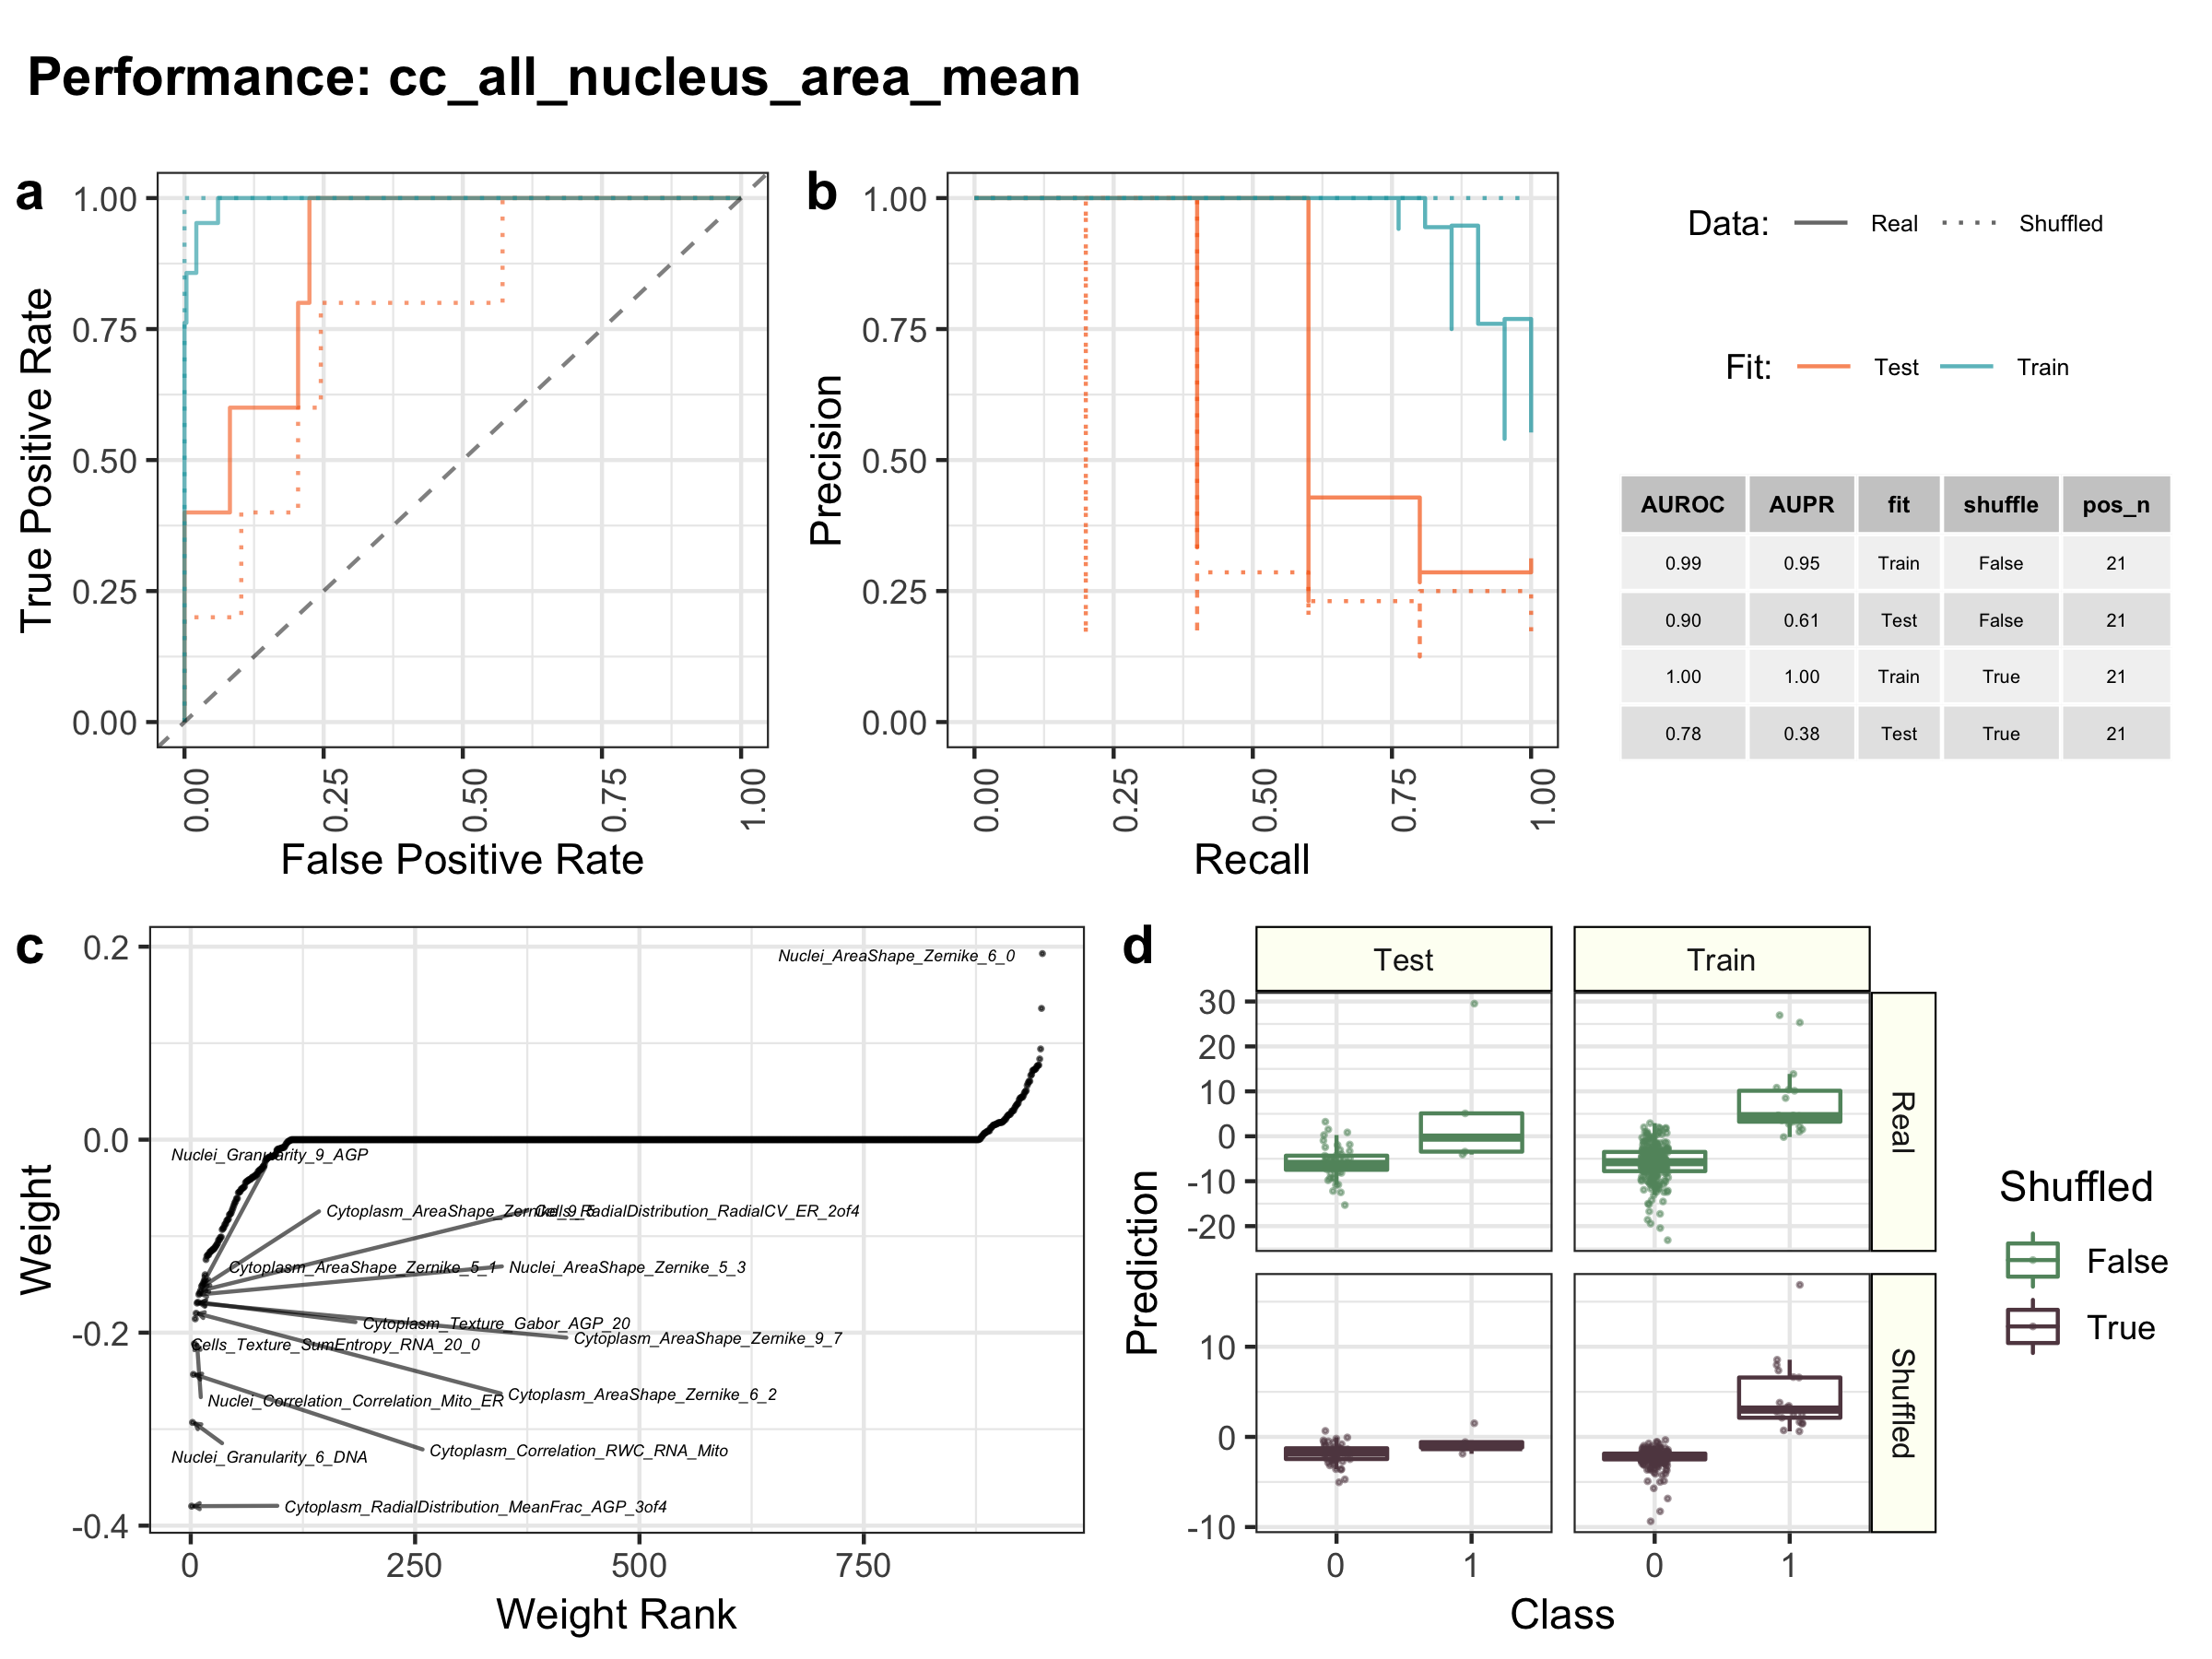 Performance: cc_all_nucleus_area_mean
a
1.00
0.75
0.50
0.25
0.00
True Positive Rate
0.00
0.25
0.50
0.75
1.00
False Positive Rate
b
1.00
0.75
0.50
0.25
0.00
Precision
0.00
0.25
0.50
0.75
1.00
Recall
Data: Real Shuffled
Fit: Test Train
AUROC AUPR fit shuffle pos_n
0.99 0.95 Train False 21
0.90 0.61 Test False 21
1.00 1.00 Train True 21
0.78 0.38 Test True 21
c
0.2
0.0
-0.2
-0.4
Weight
Nuclei_AreaShape_Zernike_6_0
Nuclei_Granularity_9_AGP
Cytoplasm_AreaShape_Zernike_9_5
Cells_RadialDistribution_RadialCV_ER_2of4
Cytoplasm_AreaShape_Zernike_5_1
Nuclei_AreaShape_Zernike_5_3
Cytoplasm_Texture_Gabor_AGP_20
Cytoplasm_AreaShape_Zernike_9_7
Cells_Texture_SumEntropy_RNA_20_0
Cytoplasm_AreaShape_Zernike_6_2
Nuclei_Correlation_Correlation_Mito_ER
Cytoplasm_Correlation_RWC_RNA_Mito
Nuclei_Granularity_6_DNA
Cytoplasm_RadialDistribution_MeanFrac_AGP_3of4
0
250
500
750
Weight Rank
d
Test
Train
30
20
10
0
-10
-20
Real
10
0
-10
Shuffled
Prediction
0
1
0
1
Class
Shuffled
False
True